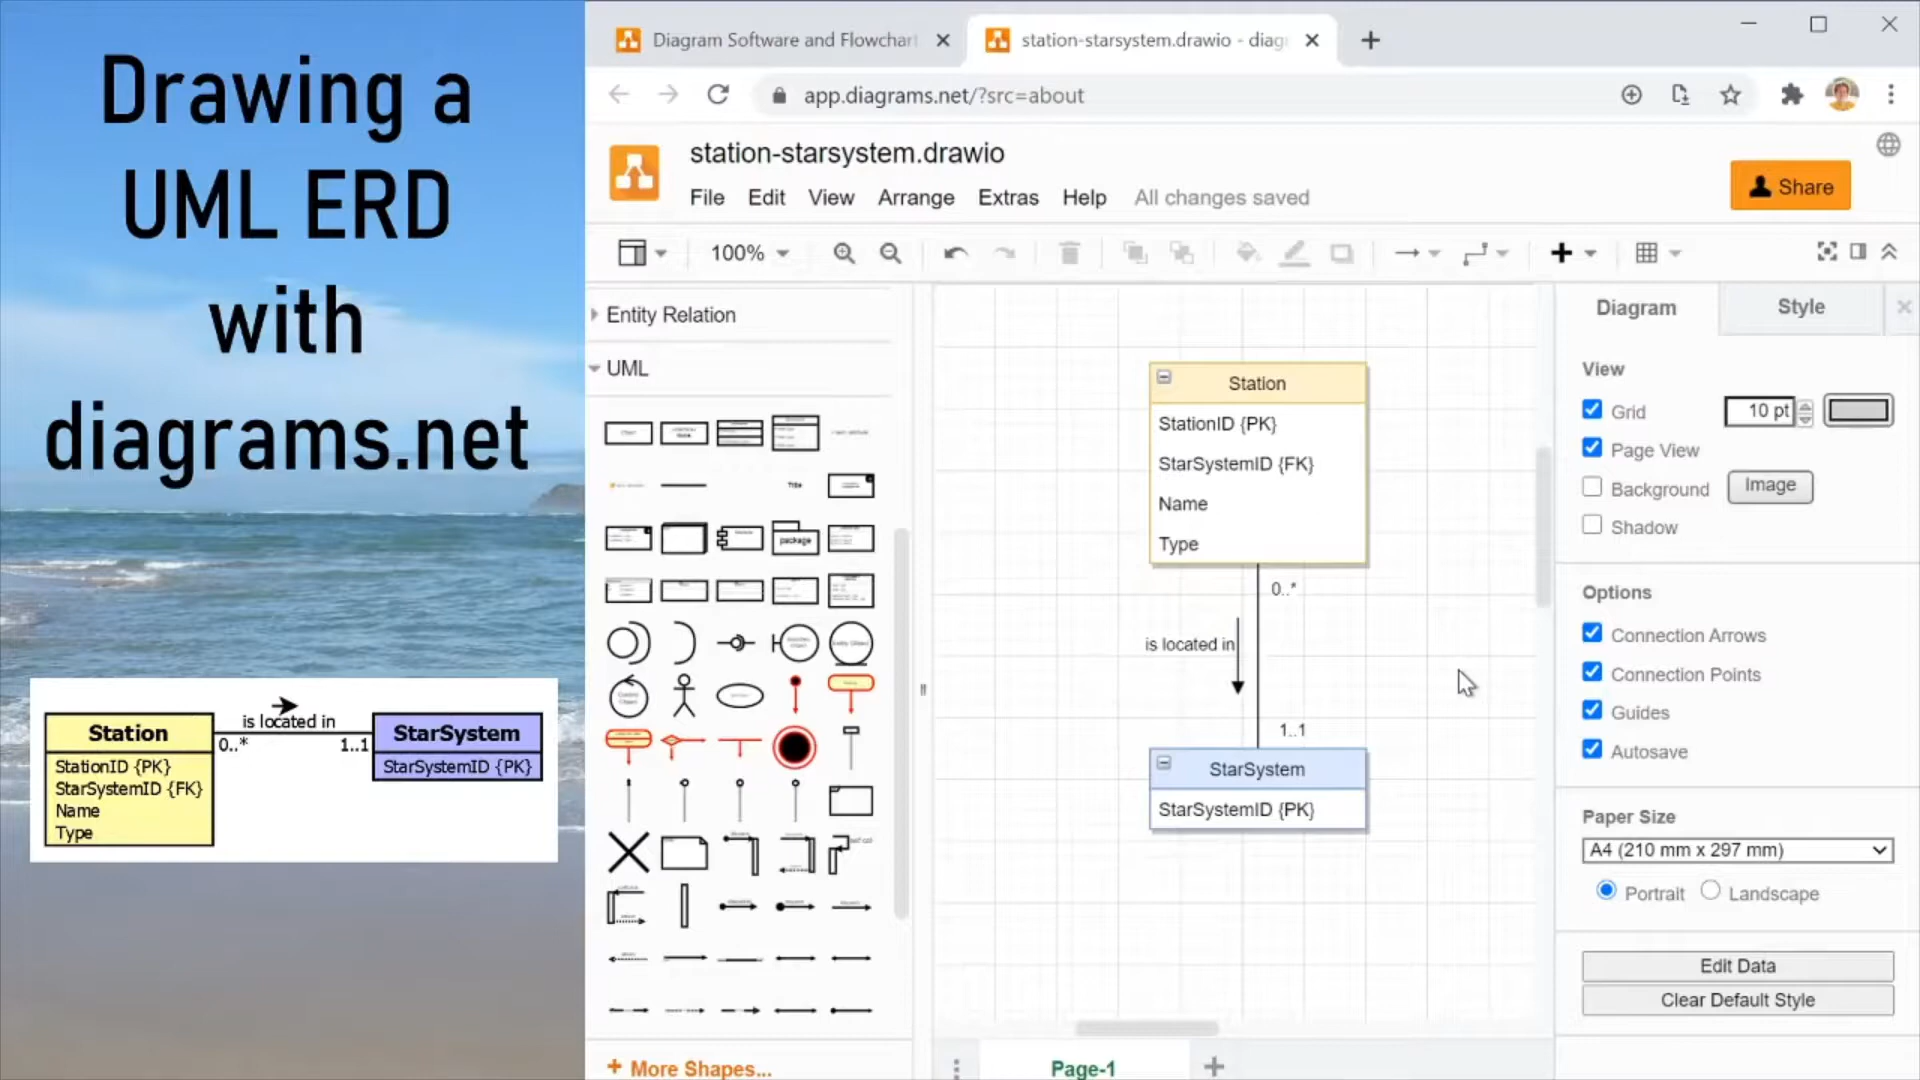 Drawing a
UML ERD
with
diagrams.net
is located in
Station
StarSystem
0..*
1..1
StationID {PK}
StarSystemID {FK}
Name
Type
StarSystemID {PK}
Diagram Software and Flowchart
station-starsystem.drawio - diag
app.diagrams.net/?src=about
station-starsystem.drawio
File Edit View Arrange Extras Help All changes saved
Share
100%
Entity Relation
UML
Title
package
More Shapes...
Station
StationID {PK}
StarSystemID {FK}
Name
Type
0..*
is located in
1..1
StarSystem
StarSystemID {PK}
Page-1
Diagram Style
View
Grid 10 pt
Page View
Background Image
Shadow
Options
Connection Arrows
Connection Points
Guides
Autosave
Paper Size
A4 (210 mm x 297 mm)
Portrait Landscape
Edit Data
Clear Default Style